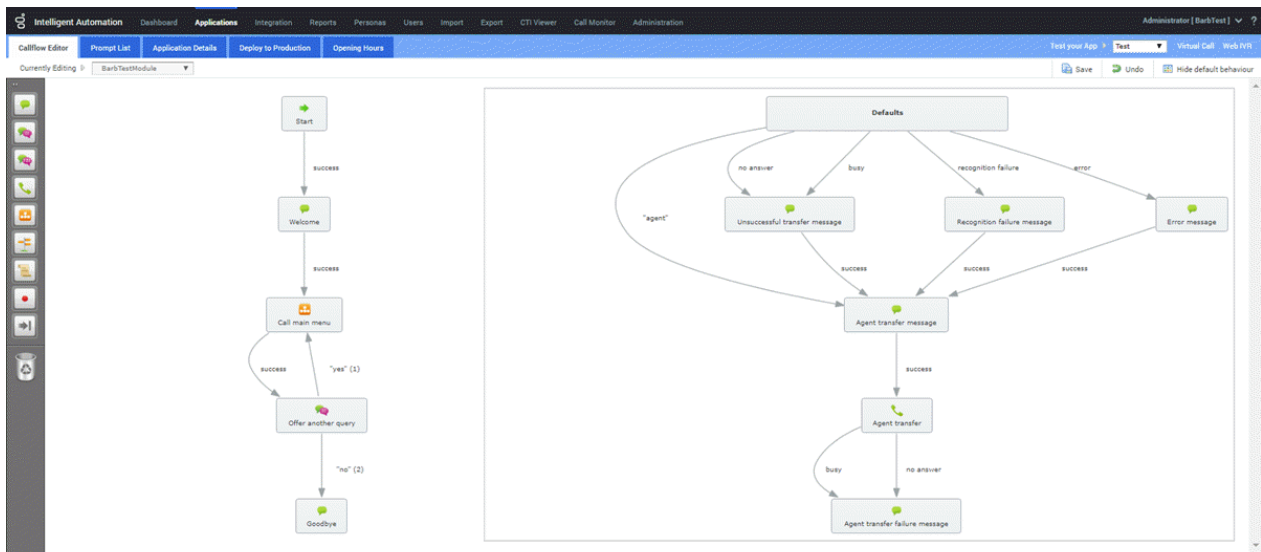 Intelligent Automation Dashboard Applications Integration Reports Personas Users Import Export CTI Viewer Call Monitor Administration Administrator [ BarbTest ] ?
Callflow Editor Prompt List Application Details Deploy to Production Opening Hours Test your App Test Virtual Call Web IVR
Currently Editing BarbTestModule Save Undo Hide default behaviour
Start
success
Welcome
success
Call main menu
success "yes" (1)
Offer another query
"no" (2)
Goodbye
Defaults
no answer busy recognition failure error
"agent"
Unsuccessful transfer message Recognition failure message Error message
success success success
Agent transfer message
success
Agent transfer
busy no answer
Agent transfer failure message